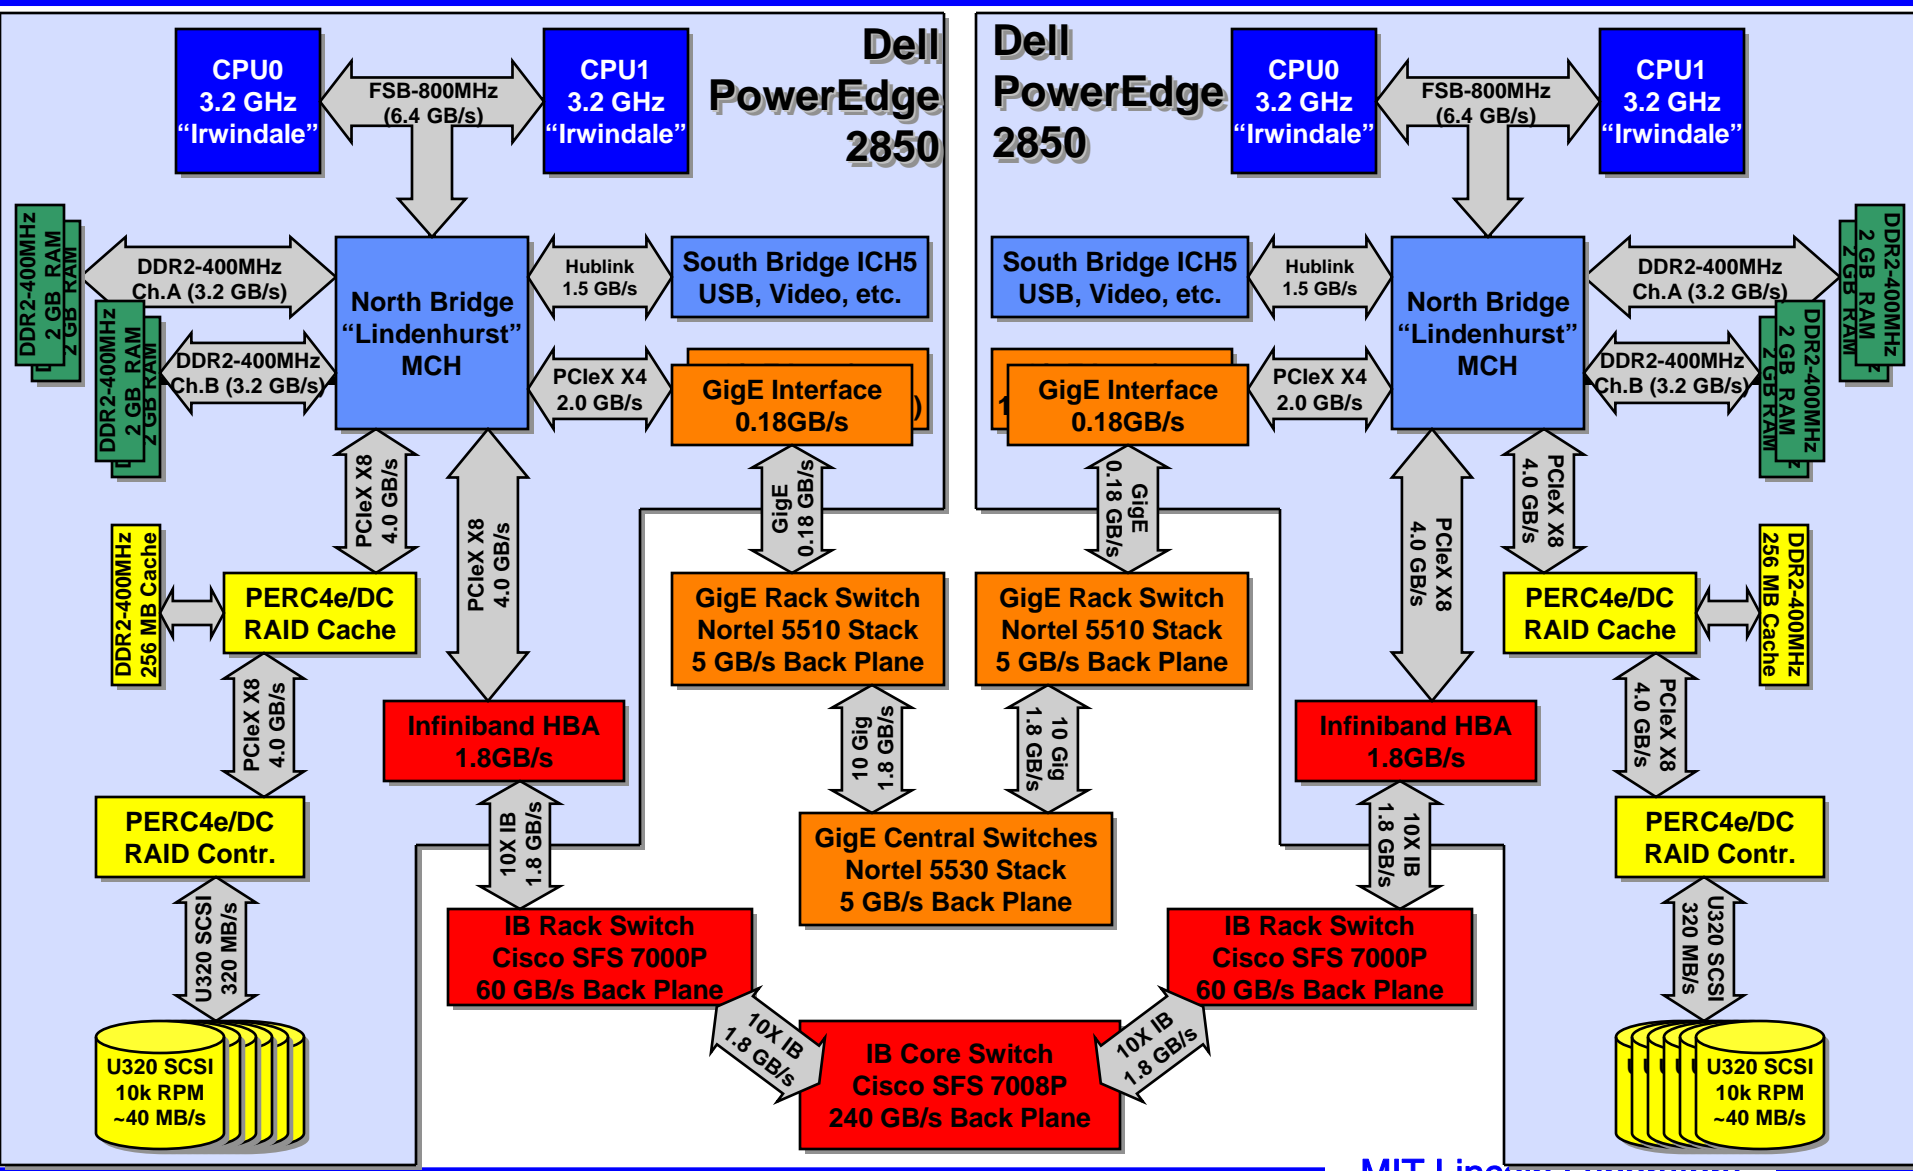 Dell
PowerEdge
2850
CPU0
3.2 GHz
“Irwindale”
FSB-800MHz
(6.4 GB/s)
CPU1
3.2 GHz
“Irwindale”
DDR2-400MHz
2 GB RAM
2 GB RAM
DDR2-400MHz
Ch.A (3.2 GB/s)
DDR2-400MHz
2 GB RAM
2 GB RAM
DDR2-400MHz
Ch.B (3.2 GB/s)
North Bridge
“Lindenhurst”
MCH
Hublink
1.5 GB/s
South Bridge ICH5
USB, Video, etc.
PCIeX X4
2.0 GB/s
GigE Interface
0.18GB/s
PCIeX X8
4.0 GB/s
PCIeX X8
4.0 GB/s
GigE
0.18 GB/s
DDR2-400MHz
256 MB Cache
PERC4e/DC
RAID Cache
PCIeX X8
4.0 GB/s
PERC4e/DC
RAID Contr.
U320 SCSI
320 MB/s
U320 SCSI
10k RPM
~40 MB/s
Infiniband HBA
1.8GB/s
10X IB
1.8 GB/s
IB Rack Switch
Cisco SFS 7000P
60 GB/s Back Plane
10X IB
1.8 GB/s
GigE Rack Switch
Nortel 5510 Stack
5 GB/s Back Plane
10 Gig
1.8 GB/s
GigE Central Switches
Nortel 5530 Stack
5 GB/s Back Plane
IB Core Switch
Cisco SFS 7008P
240 GB/s Back Plane
Dell
PowerEdge
2850
CPU0
3.2 GHz
“Irwindale”
FSB-800MHz
(6.4 GB/s)
CPU1
3.2 GHz
“Irwindale”
South Bridge ICH5
USB, Video, etc.
Hublink
1.5 GB/s
North Bridge
“Lindenhurst”
MCH
DDR2-400MHz
Ch.A (3.2 GB/s)
DDR2-400MHz
2 GB RAM
2 GB RAM
DDR2-400MHz
Ch.B (3.2 GB/s)
DDR2-400MHz
2 GB RAM
2 GB RAM
GigE Interface
0.18GB/s
PCIeX X4
2.0 GB/s
GigE
0.18 GB/s
PCIeX X8
4.0 GB/s
PCIeX X8
4.0 GB/s
GigE Rack Switch
Nortel 5510 Stack
5 GB/s Back Plane
10 Gig
1.8 GB/s
PERC4e/DC
RAID Cache
DDR2-400MHz
256 MB Cache
PCIeX X8
4.0 GB/s
PERC4e/DC
RAID Contr.
U320 SCSI
320 MB/s
U320 SCSI
10k RPM
~40 MB/s
Infiniband HBA
1.8GB/s
10X IB
1.8 GB/s
IB Rack Switch
Cisco SFS 7000P
60 GB/s Back Plane
10X IB
1.8 GB/s
MIT